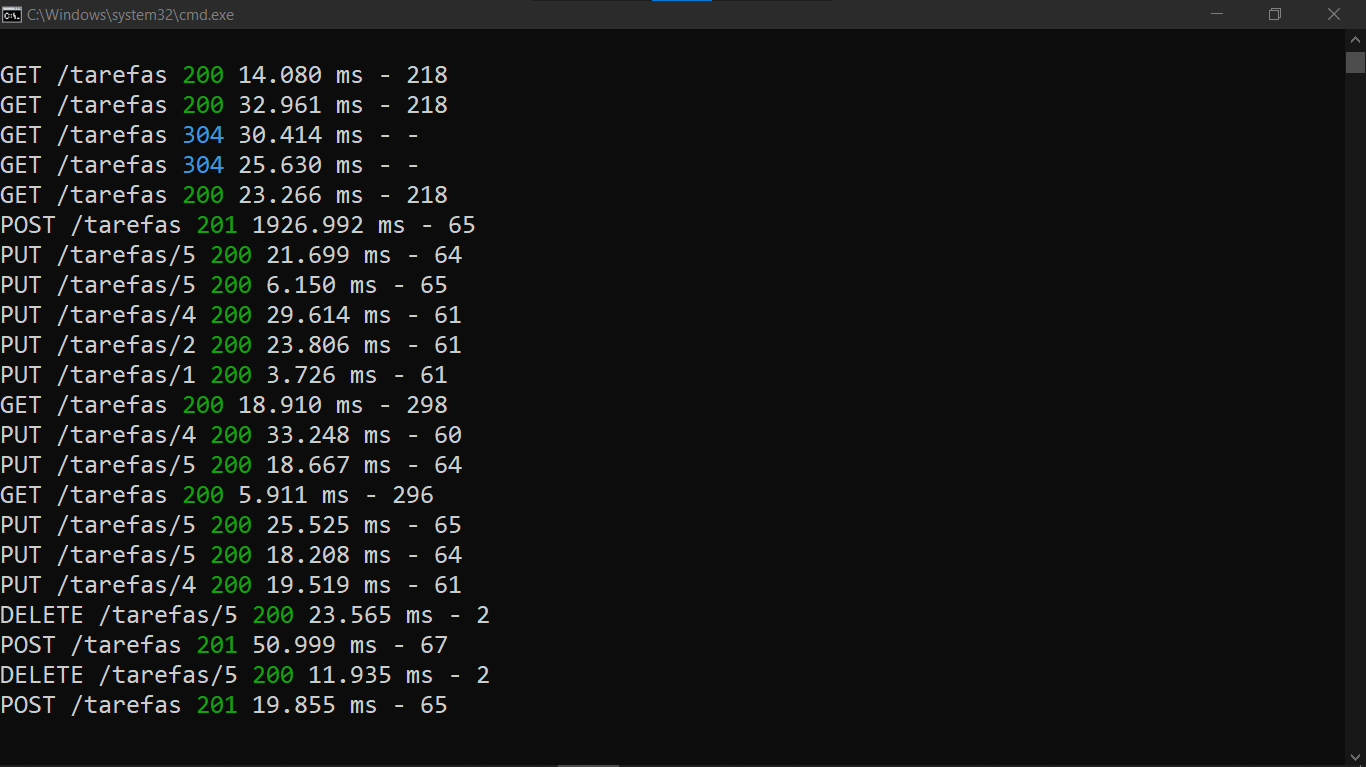 C:\Windows\system32\cmd.exe
GET /tarefas 200 14.080 ms - 218
GET /tarefas 200 32.961 ms - 218
GET /tarefas 304 30.414 ms - -
GET /tarefas 304 25.630 ms - -
GET /tarefas 200 23.266 ms - 218
POST /tarefas 201 1926.992 ms - 65
PUT /tarefas/5 200 21.699 ms - 64
PUT /tarefas/5 200 6.150 ms - 65
PUT /tarefas/4 200 29.614 ms - 61
PUT /tarefas/2 200 23.806 ms - 61
PUT /tarefas/1 200 3.726 ms - 61
GET /tarefas 200 18.910 ms - 298
PUT /tarefas/4 200 33.248 ms - 60
PUT /tarefas/5 200 18.667 ms - 64
GET /tarefas 200 5.911 ms - 296
PUT /tarefas/5 200 25.525 ms - 65
PUT /tarefas/5 200 18.208 ms - 64
PUT /tarefas/4 200 19.519 ms - 61
DELETE /tarefas/5 200 23.565 ms - 2
POST /tarefas 201 50.999 ms - 67
DELETE /tarefas/5 200 11.935 ms - 2
POST /tarefas 201 19.855 ms - 65